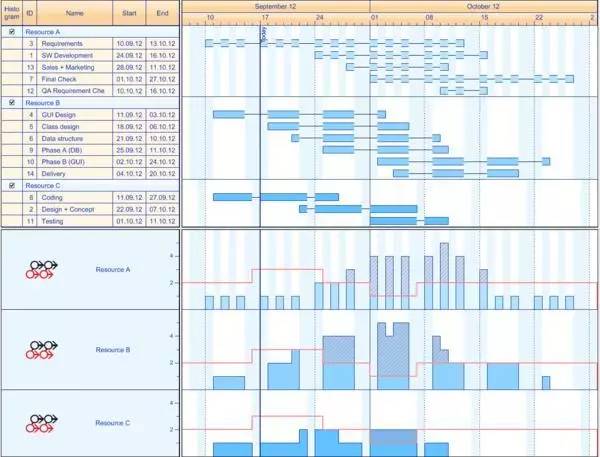 Histo gram ID Name Start End September 12 October 12
10 17 24 01 08 15 22 2
Today
Resource A
3 Requirements 10.09.12 13.10.12
1 SW Development 24.09.12 16.10.12
13 Sales + Marketing 28.09.12 11.10.12
7 Final Check 01.10.12 27.10.12
12 QA Requirement Che 10.10.12 16.10.12
Resource B
4 GUI Design 11.09.12 03.10.12
5 Class design 18.09.12 06.10.12
6 Data structure 21.09.12 10.10.12
9 Phase A (DB) 25.09.12 11.10.12
10 Phase B (GUI) 02.10.12 24.10.12
14 Delivery 04.10.12 20.10.12
Resource C
8 Coding 11.09.12 27.09.12
2 Design + Concept 22.09.12 07.10.12
11 Testing 01.10.12 11.10.12
4
Resource A
2
4
Resource B
2
4
Resource C
2